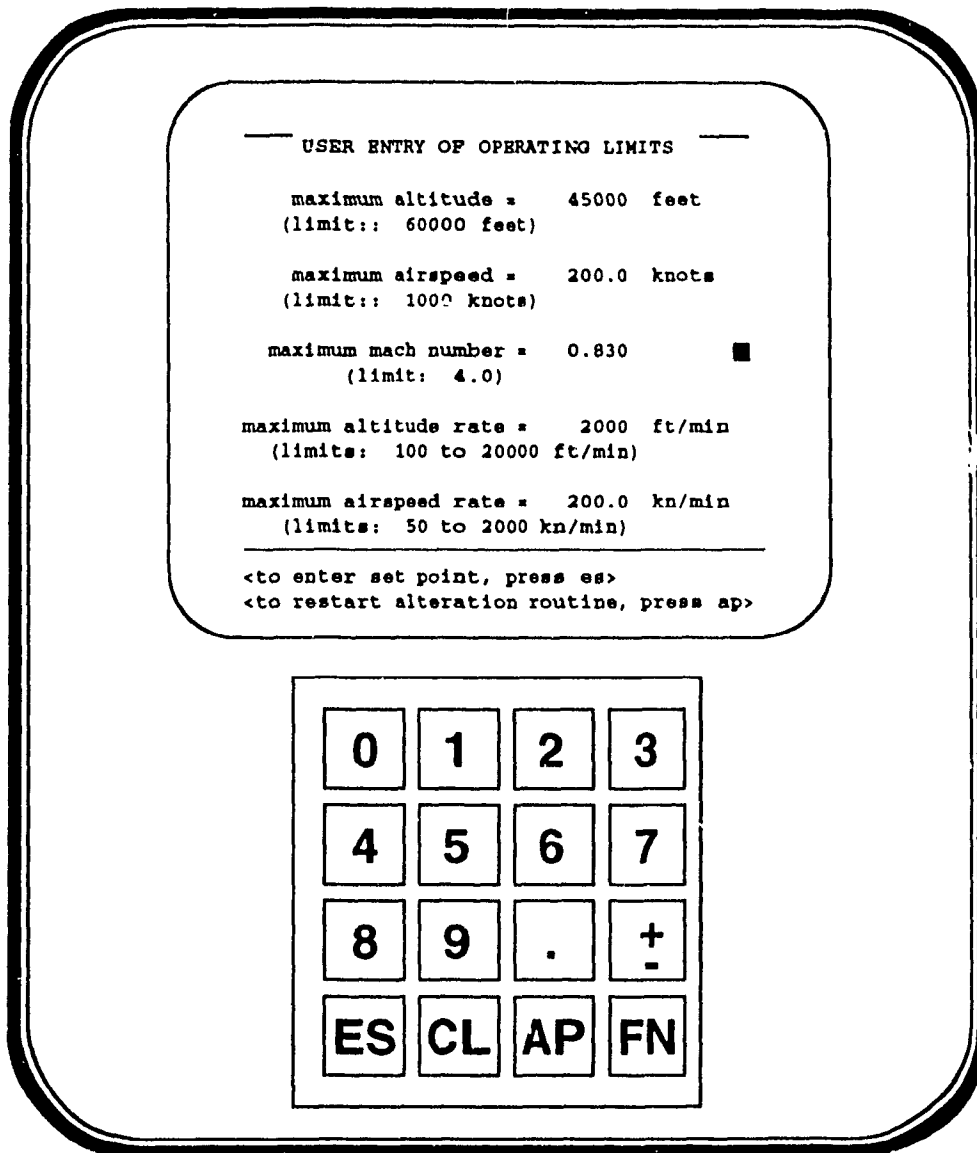 USER ENTRY OF OPERATING LIMITS
maximum altitude = 45000 feet
(limit:: 60000 feet)
maximum airspeed = 200.0 knots
(limit:: 1000 knots)
maximum mach number = 0.830
(limit: 4.0)
maximum altitude rate = 2000 ft/min
(limits: 100 to 20000 ft/min)
maximum airspeed rate = 200.0 kn/min
(limits: 50 to 2000 kn/min)
<to enter set point, press es>
<to restart alteration routine, press ap>
0 1 2 3
4 5 6 7
8 9 . + -
ES CL AP FN